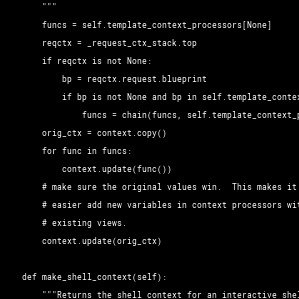 """
funcs = self.template_context_processors[None]
reqctx = _request_ctx_stack.top
if reqctx is not None:
bp = reqctx.request.blueprint
if bp is not None and bp in self.template_contex
funcs = chain(funcs, self.template_context_p
orig_ctx = context.copy()
for func in funcs:
context.update(func())
# make sure the original values win.  This makes it
# easier add new variables in context processors wit
# existing views.
context.update(orig_ctx)
def make_shell_context(self):
"""Returns the shell context for an interactive shel